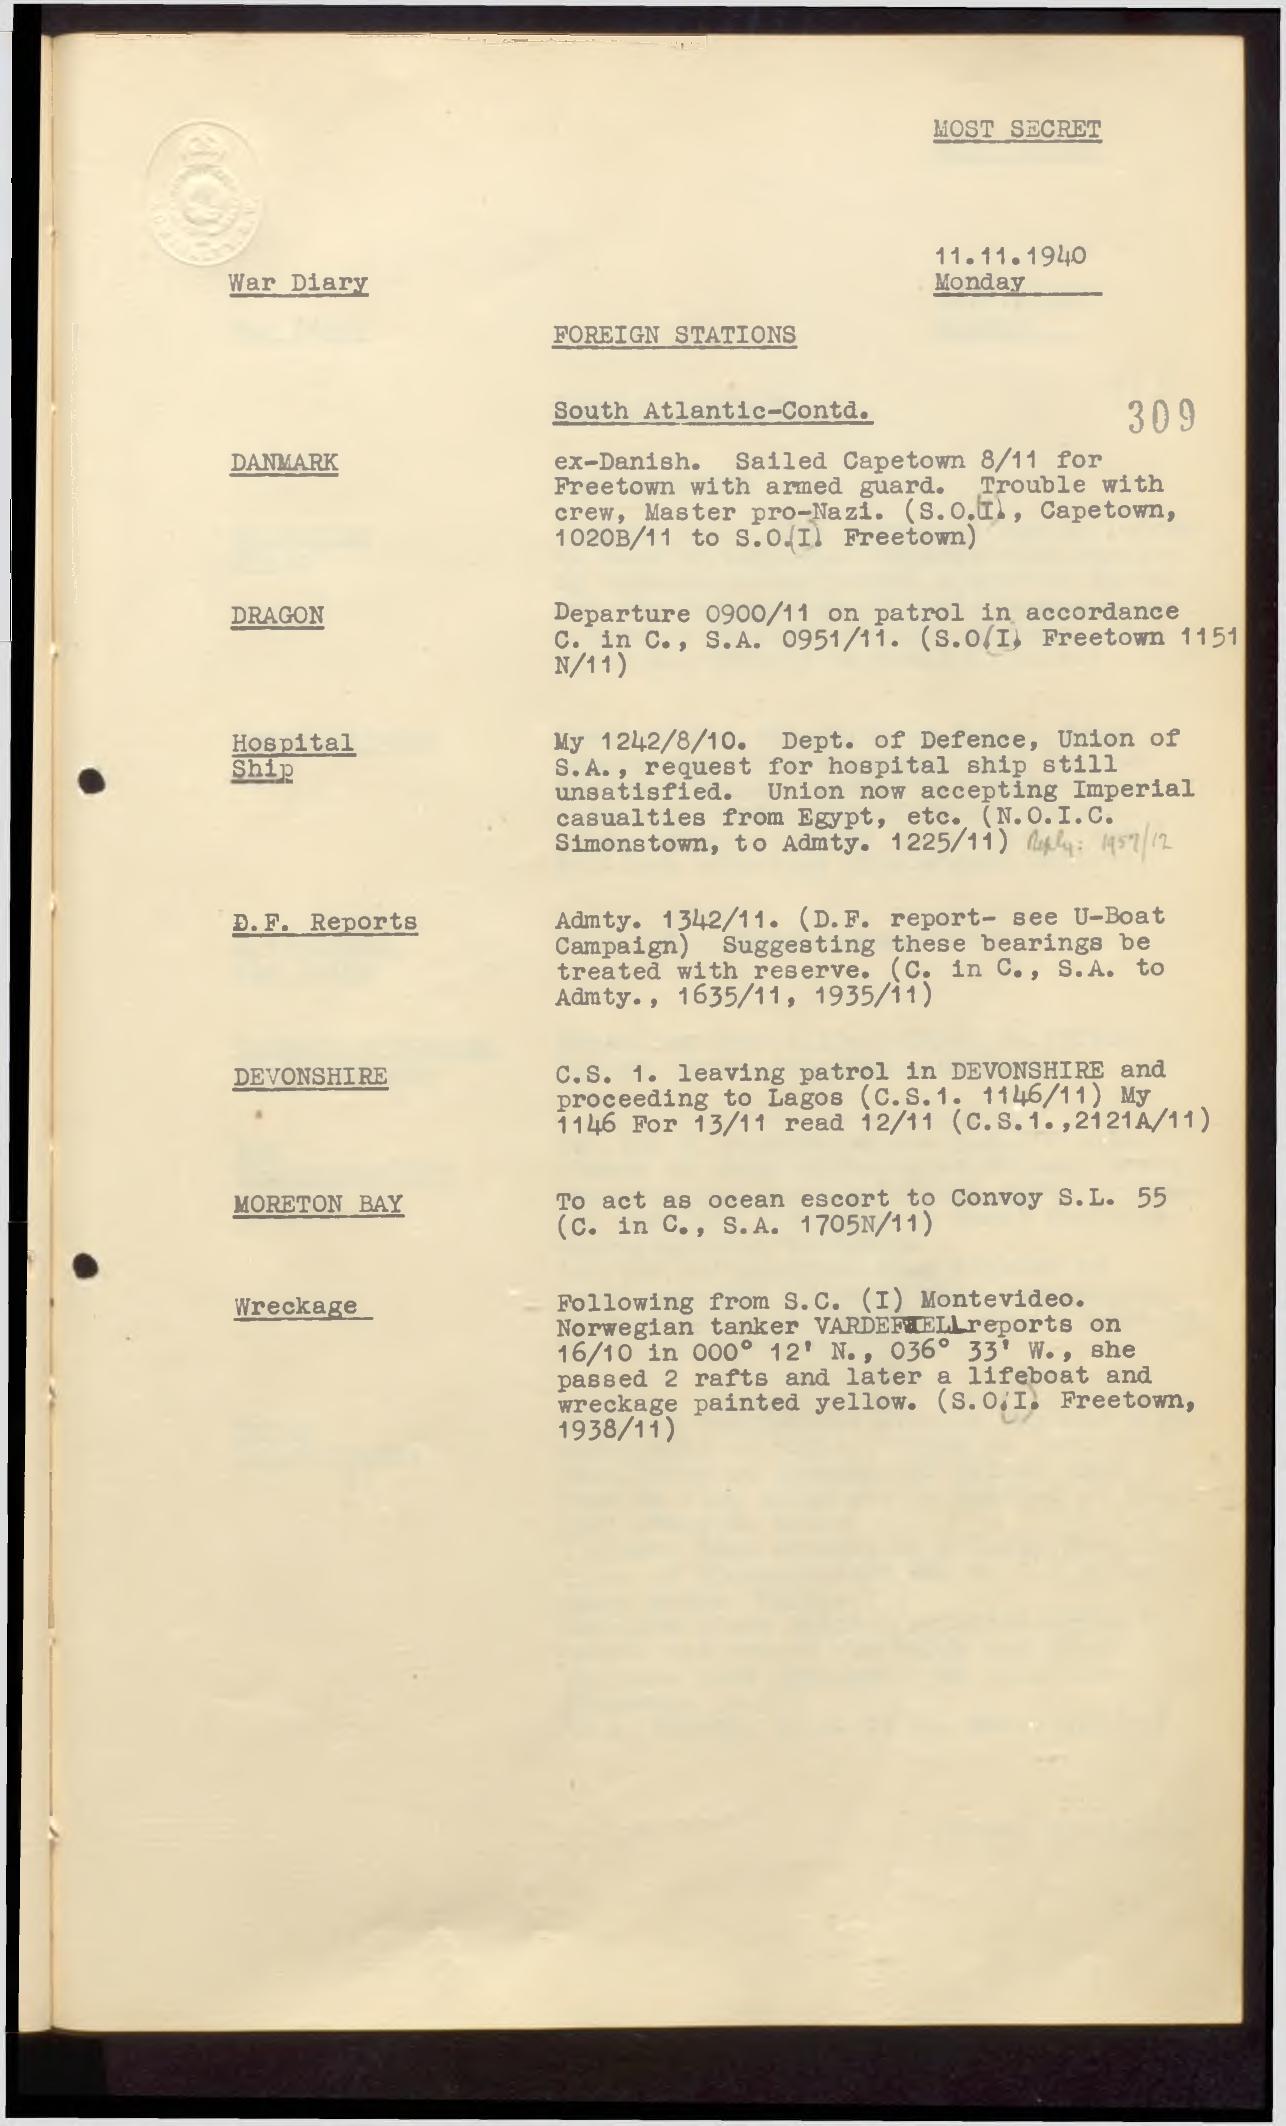 MOST SECRET
11.11.1940
War Diary
Monday
FOREIGN STATIONS
South Atlantic-Contd.
309
DANMARK
ex-Danish. Sailed Capetown 8/11 for
Freetown with armed guard. Trouble with
crew, Master pro-Nazi. (S.O.(I)., Capetown,
1020B/11 to S.O.(I). Freetown)
DRAGON
Departure 0900/11 on patrol in accordance
C. in C., S.A. 0951/11. (S.O.(I). Freetown 1151
N/11)
Hospital
Ship
My 1242/8/10. Dept. of Defence, Union of
S.A., request for hospital ship still
unsatisfied. Union now accepting Imperial
casualties from Egypt, etc. (N.O.I.C.
Simonstown, to Admty. 1225/11) Reply: 1957/12
D.F. Reports
Admty. 1342/11. (D.F. report- see U-Boat
Campaign) Suggesting these bearings be
treated with reserve. (C. in C., S.A. to
Admty., 1635/11, 1935/11)
DEVONSHIRE
C.S. 1. leaving patrol in DEVONSHIRE and
proceeding to Lagos (C.S.1. 1146/11) My
1146 For 13/11 read 12/11 (C.S.1.,2121A/11)
MORETON BAY
To act as ocean escort to Convoy S.L. 55
(C. in C., S.A. 1705N/11)
Wreckage
Following from S.C. (I) Montevideo.
Norwegian tanker reports on
16/10 in 000° 12' N., 036° 33' W., she
passed 2 rafts and later a lifeboat and
wreckage painted yellow. (S.O.(I). Freetown,
1938/11)